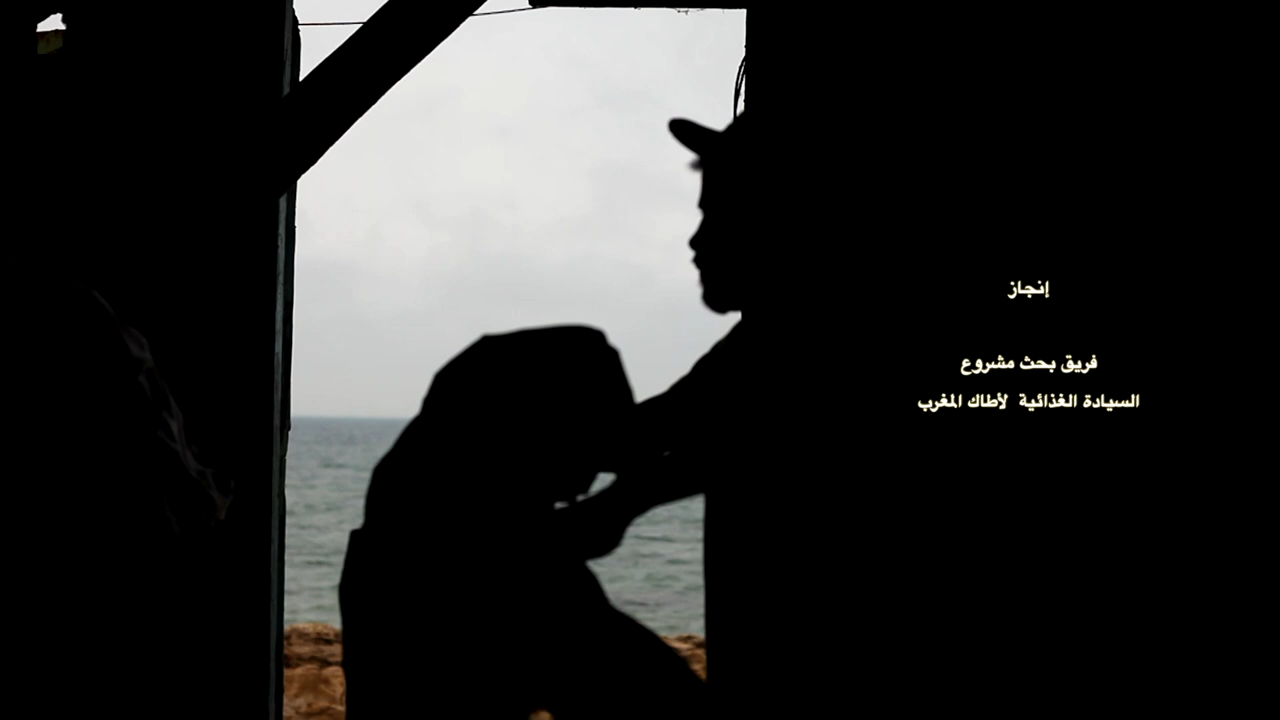 إنجاز
فريق بحث مشروع
السيادة الغذائية لأطاك المغرب